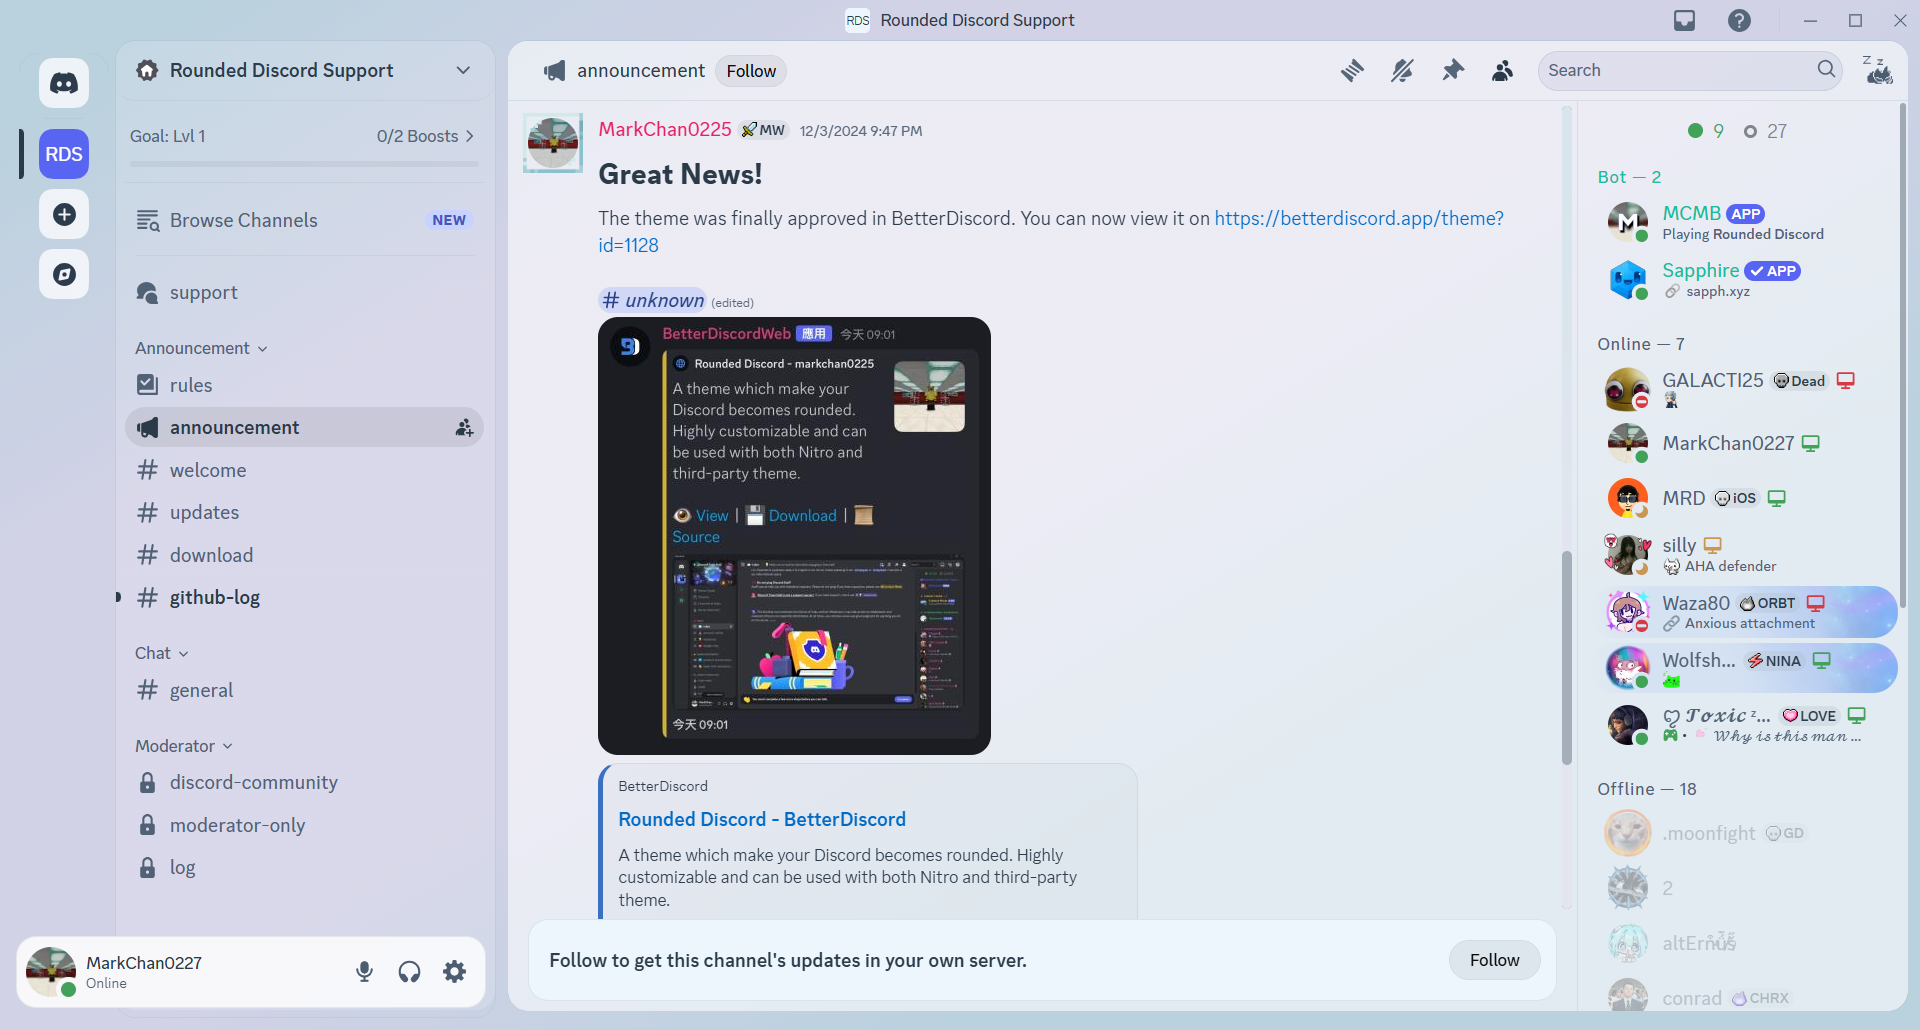 RDS Rounded Discord Support
Rounded Discord Support
Goal: Lvl 1
0/2 Boosts
RDS
Browse Channels
NEW
support
Announcement
rules
announcement
welcome
updates
download
github-log
Chat
general
Moderator
discord-community
moderator-only
log
MarkChan0227
Online
announcement
Follow
Search
MarkChan0225 MW 12/3/2024 9:47 PM
Great News!
The theme was finally approved in BetterDiscord. You can now view it on https://betterdiscord.app/theme?
id=1128
# unknown (edited)
BetterDiscordWeb 應用 今天 09:01
Rounded Discord - markchan0225
A theme which make your
Discord becomes rounded.
Highly customizable and can
be used with both Nitro and
third-party theme.
View | Download |
Source
今天 09:01
BetterDiscord
Rounded Discord - BetterDiscord
A theme which make your Discord becomes rounded. Highly
customizable and can be used with both Nitro and third-party
theme.
Follow to get this channel's updates in your own server.
Follow
9 27
Bot — 2
MCMB APP
Playing Rounded Discord
Sapphire APP
sapph.xyz
Online — 7
GALACTI25 Dead
MarkChan0227
MRD iOS
silly
AHA defender
Waza80 ORBT
Anxious attachment
Wolfsh... NINA
𝓣𝓸𝔁𝓲𝓬 ᶻ... LOVE
𝓦𝓱𝔂 𝓲𝓼 𝓽𝓱𝓲𝓼 𝓶𝓪𝓷 ...
Offline — 18
.moonfight GD
2
conrad CHRX